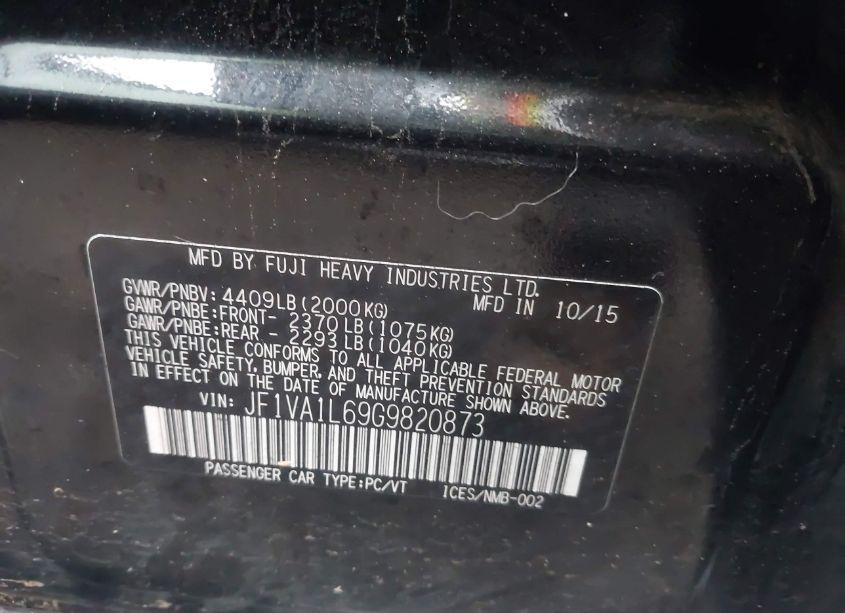 MFD BY FUJI HEAVY INDUSTRIES LTD.
GVWR/PNBV: 4409LB(2000KG) MFD IN 10/15
GAWR/PNBE:FRONT- 2370LB(1075KG)
GAWR/PNBE:REAR - 2293LB(1040KG)
THIS VEHICLE CONFORMS TO ALL APPLICABLE FEDERAL MOTOR
VEHICLE SAFETY, BUMPER, AND THEFT PREVENTION STANDARDS
IN EFFECT ON THE DATE OF MANUFACTURE SHOWN ABOVE.
VIN: JF1VA1L69G9820873
PASSENGER CAR TYPE:PC/VT ICES/NMB-002